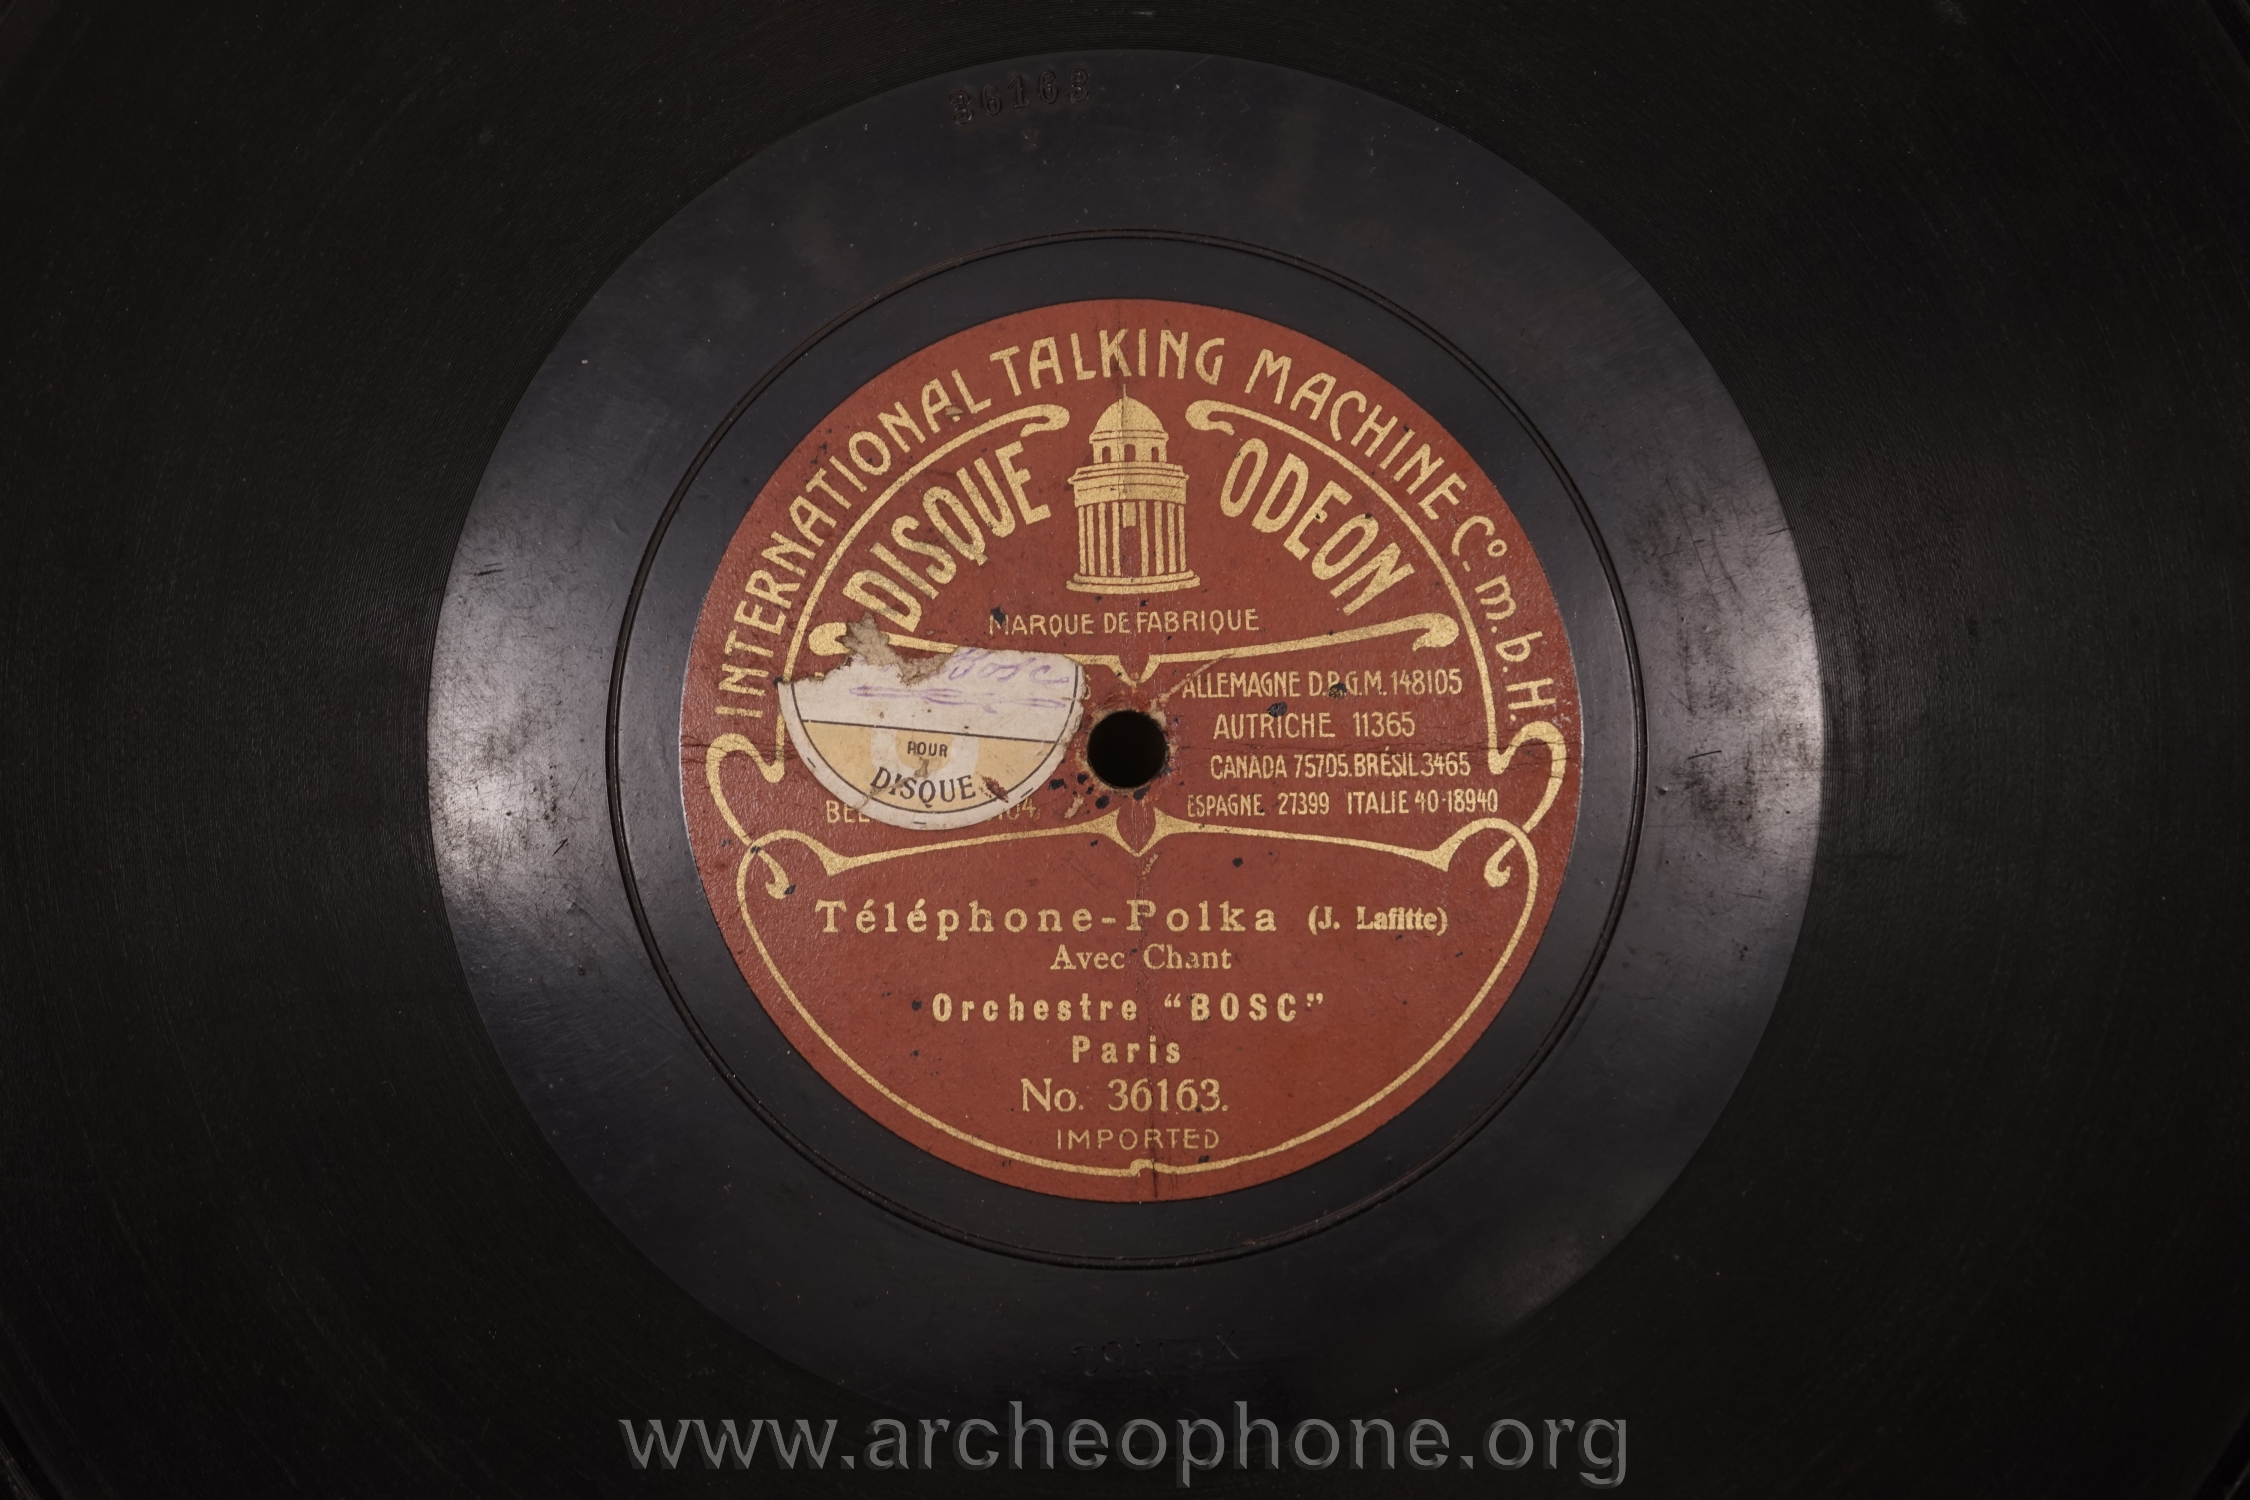 36163
INTERNATIONAL TALKING MACHINE Co. m.b.H.
DISQUE ODEON
MARQUE DE FABRIQUE
Bosc
POUR
DISQUE
ALLEMAGNE D.R.G.M. 148105
AUTRICHE 11365
CANADA 75705. BRÉSIL 3465
ESPAGNE 27399 ITALIE 40-18940
Téléphone-Polka (J. Lafitte)
Avec Chant
Orchestre "BOSC"
Paris
No. 36163.
IMPORTED
www.archeophone.org